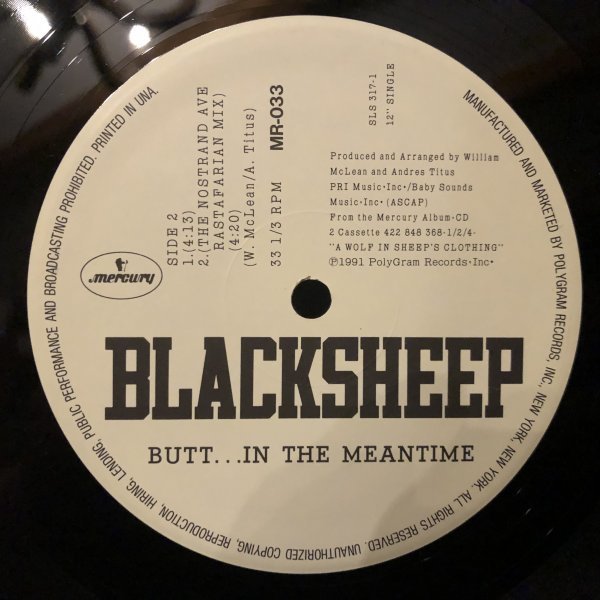 SIDE 2
1.(4:13)
2.(THE NOSTRAND AVE
RASTAFARIAN MIX)
(4:20)
(W. McLean/A. Titus)
33 1/3 RPM MR-033
SLS 317-1
12" SINGLE
Produced and Arranged by William
McLean and Andres Titus
PRI Music•Inc•/Baby Sounds
Music•Inc•(ASCAP)
From the Mercury Album•CD
2 Cassette 422 848 368-1/2/4-
"A WOLF IN SHEEP'S CLOTHING"
℗1991 PolyGram Records•Inc•
mercury
BLACKSHEEP
BUTT...IN THE MEANTIME
MANUFACTURED AND MARKETED BY POLYGRAM RECORDS, INC., NEW YORK, NEW YORK. ALL RIGHTS RESERVED. UNAUTHORIZED COPYING, REPRODUCTION, HIRING, LENDING, PUBLIC PERFORMANCE AND BROADCASTING PROHIBITED. PRINTED IN U.S.A.